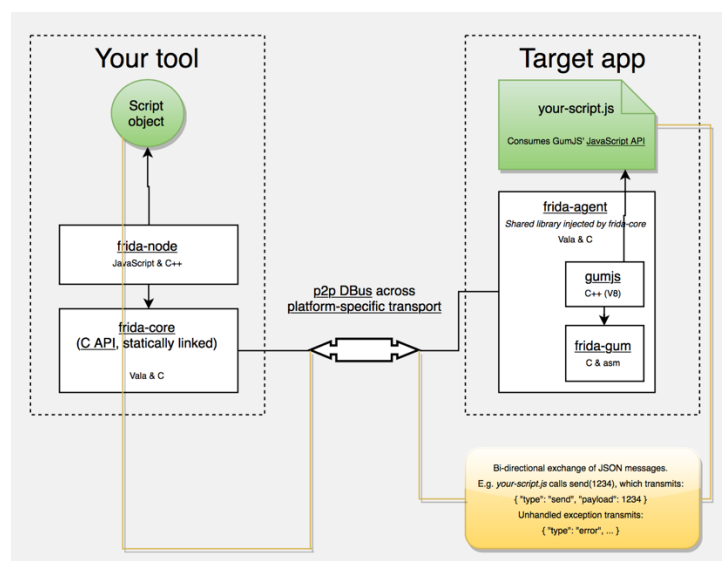 Your tool
Script
object
frida-node
JavaScript & C++
frida-core
(C API, statically linked)
Vala & C
p2p DBus across
platform-specific transport
Target app
your-script.js
Consumes GumJS' JavaScript API
frida-agent
Shared library injected by frida-core
Vala & C
gumjs
C++ (V8)
frida-gum
C & asm
Bi-directional exchange of JSON messages.
E.g. your-script.js calls send(1234), which transmits:
{ "type": "send", "payload": 1234 }
Unhandled exception transmits:
{ "type": "error", ... }